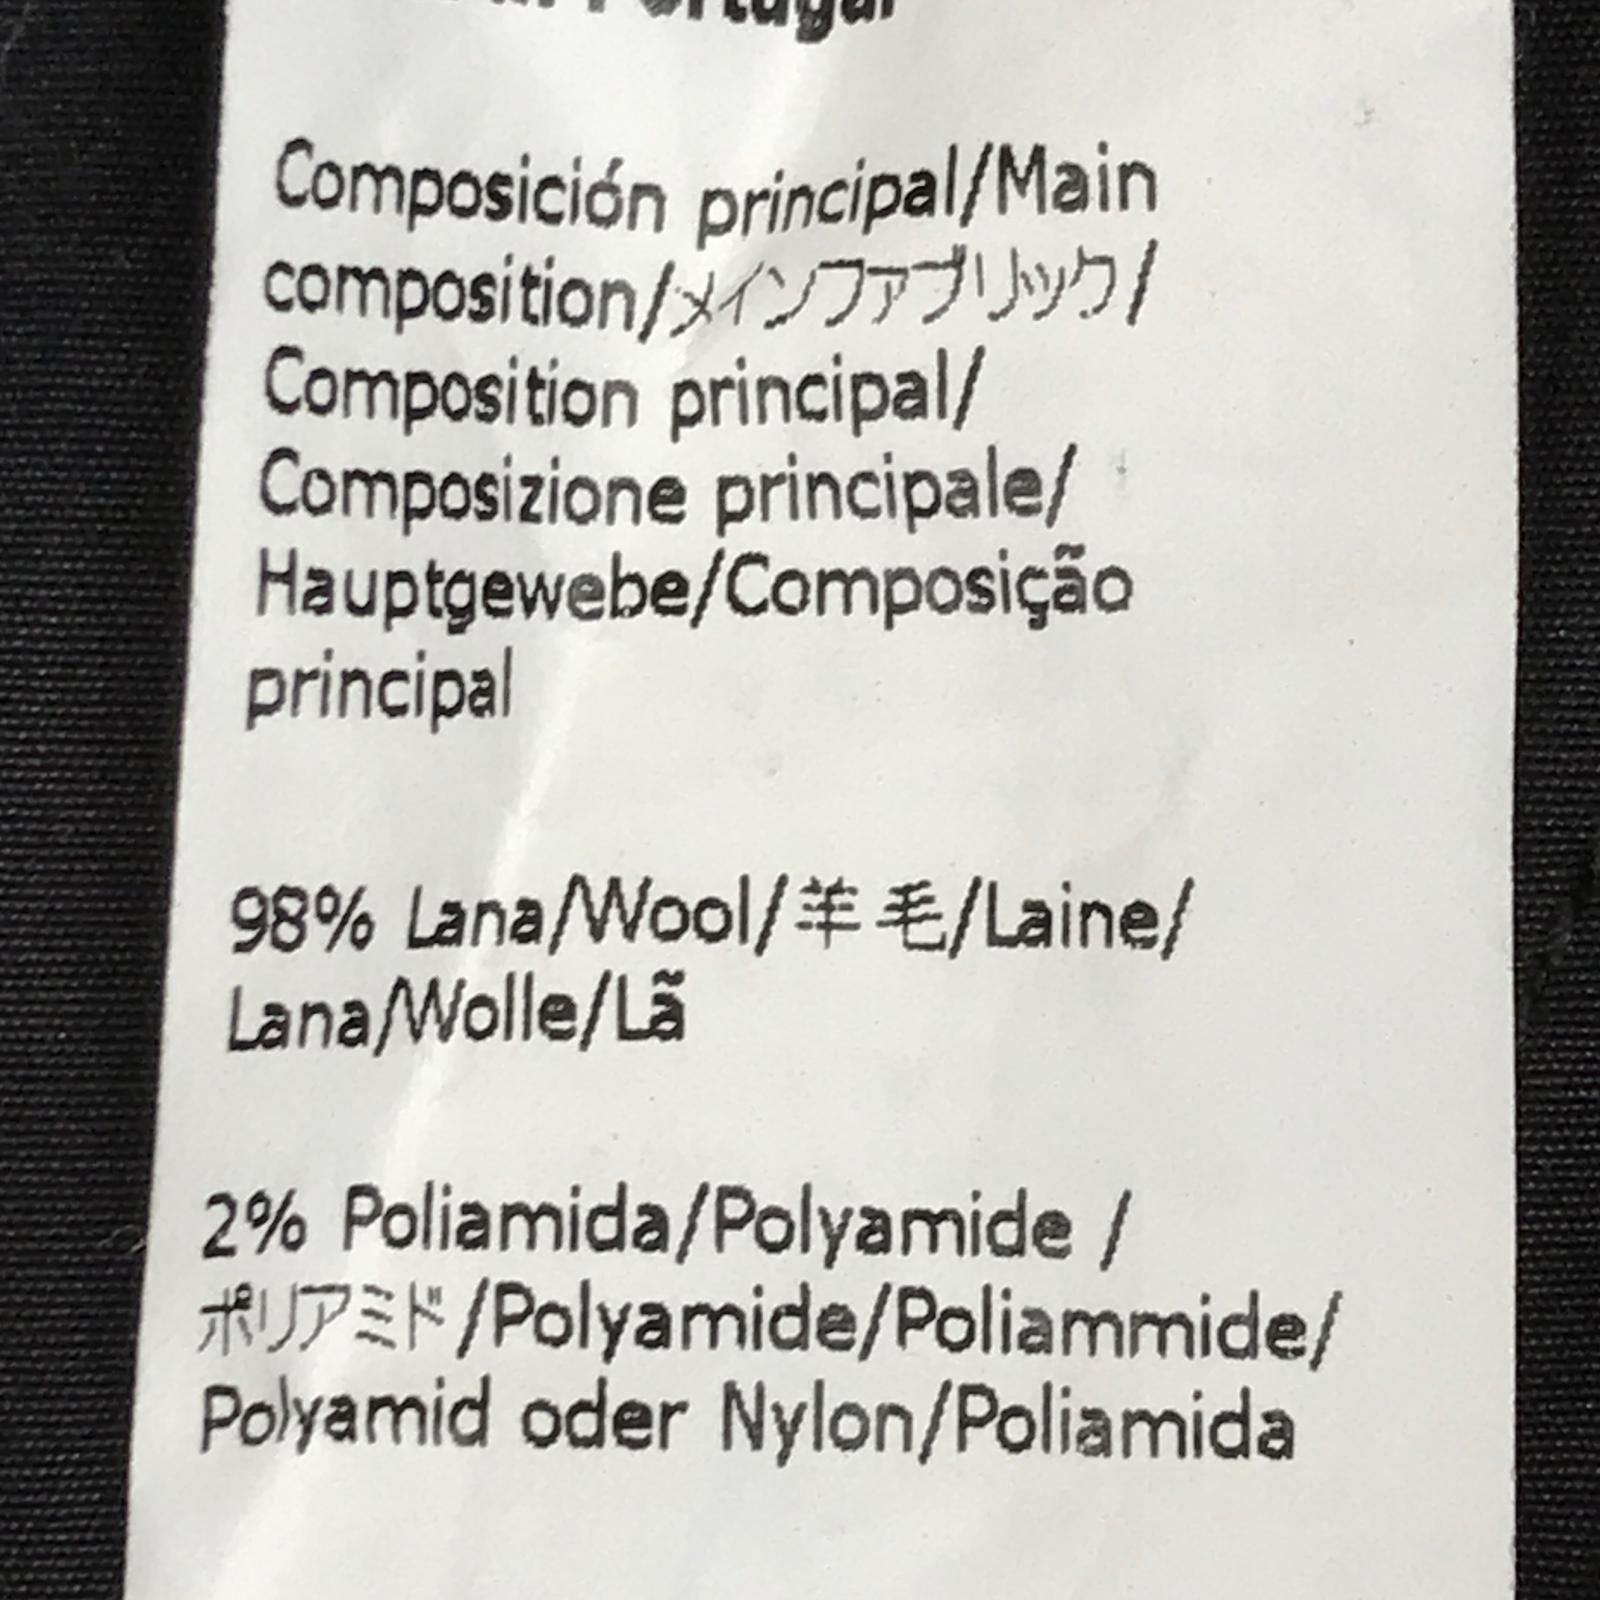 Portugal
Composición principal/Main
composition/メインファブリック/
Composition principal/
Composizione principale/
Hauptgewebe/Composição
principal
98% Lana/Wool/羊毛/Laine/
Lana/Wolle/Lã
2% Poliamida/Polyamide /
ポリアミド/Polyamide/Poliammide/
Polyamid oder Nylon/Poliamida